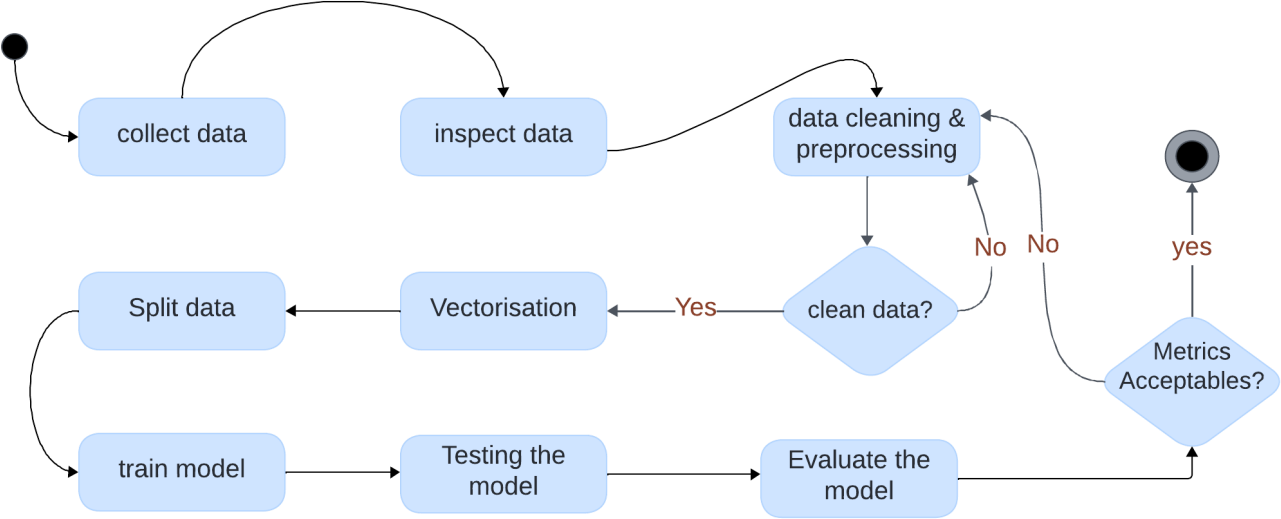 collect data
inspect data
data cleaning &
preprocessing
No
No
yes
Split data
Vectorisation
Yes
clean data?
Metrics
Acceptables?
train model
Testing the
model
Evaluate the
model